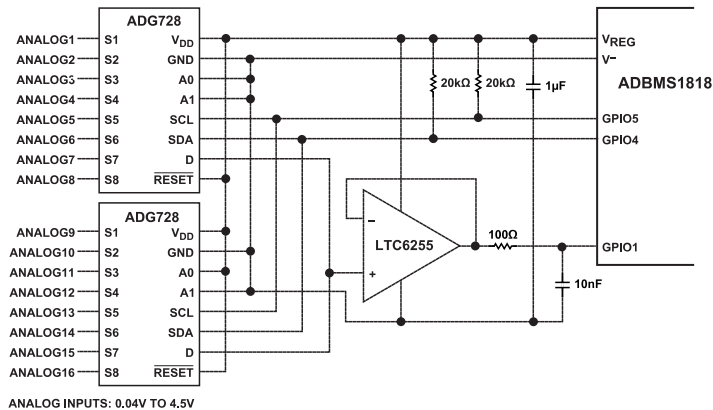 ADG728
ANALOG1 S1 VDD
ANALOG2 S2 GND
ANALOG3 S3 A0
ANALOG4 S4 A1
ANALOG5 S5 SCL
ANALOG6 S6 SDA
ANALOG7 S7 D
ANALOG8 S8 RESET
ADG728
ANALOG9 S1 VDD
ANALOG10 S2 GND
ANALOG11 S3 A0
ANALOG12 S4 A1
ANALOG13 S5 SCL
ANALOG14 S6 SDA
ANALOG15 S7 D
ANALOG16 S8 RESET
20kΩ 20kΩ 1µF
VREG
V–
ADBMS1818
GPIO5
GPIO4
GPIO1
–
LTC6255
+
100Ω
10nF
ANALOG INPUTS: 0.04V TO 4.5V